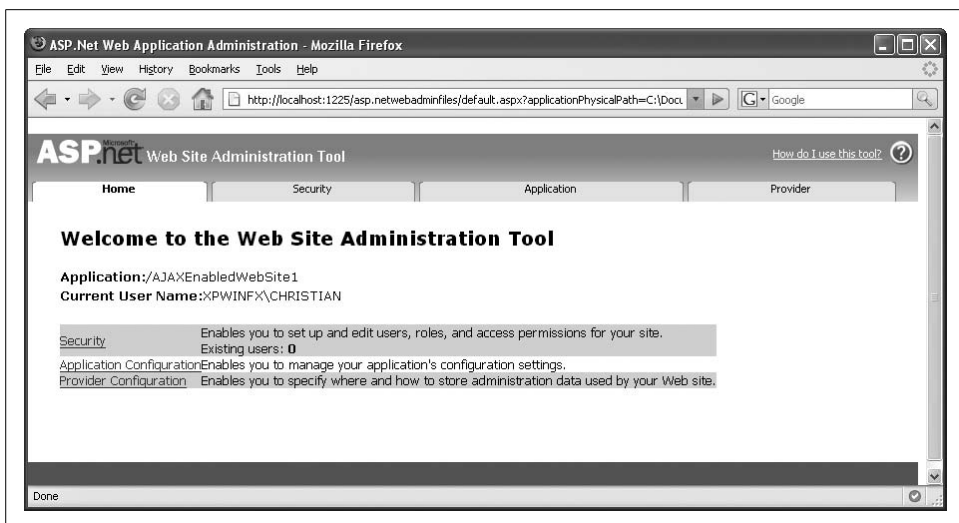 ASP.Net Web Application Administration - Mozilla Firefox
File Edit View History Bookmarks Tools Help
http://localhost:1225/asp.netwebadminfiles/default.aspx?applicationPhysicalPath=C:\Docu
G Google
Microsoft
ASP.net Web Site Administration Tool
How do I use this tool? ?
Home Security Application Provider
Welcome to the Web Site Administration Tool
Application:/AJAXEnabledWebSite1
Current User Name:XPWINFX\CHRISTIAN
Security Enables you to set up and edit users, roles, and access permissions for your site.
Existing users: 0
Application Configuration Enables you to manage your application's configuration settings.
Provider Configuration Enables you to specify where and how to store administration data used by your Web site.
Done